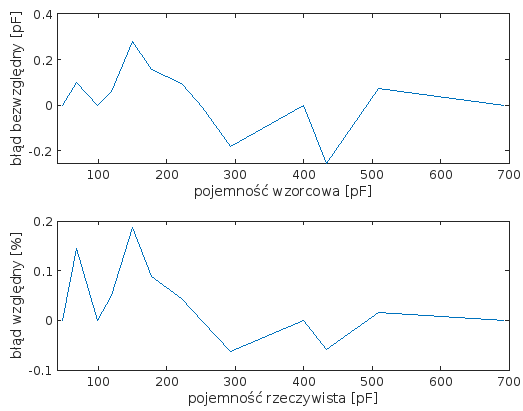 błąd bezwzględny [pF]
0.4
0.2
0
-0.2
100 200 300 400 500 600 700
pojemność wzorcowa [pF]
błąd względny [%]
0.2
0.1
0
-0.1
100 200 300 400 500 600 700
pojemność rzeczywista [pF]